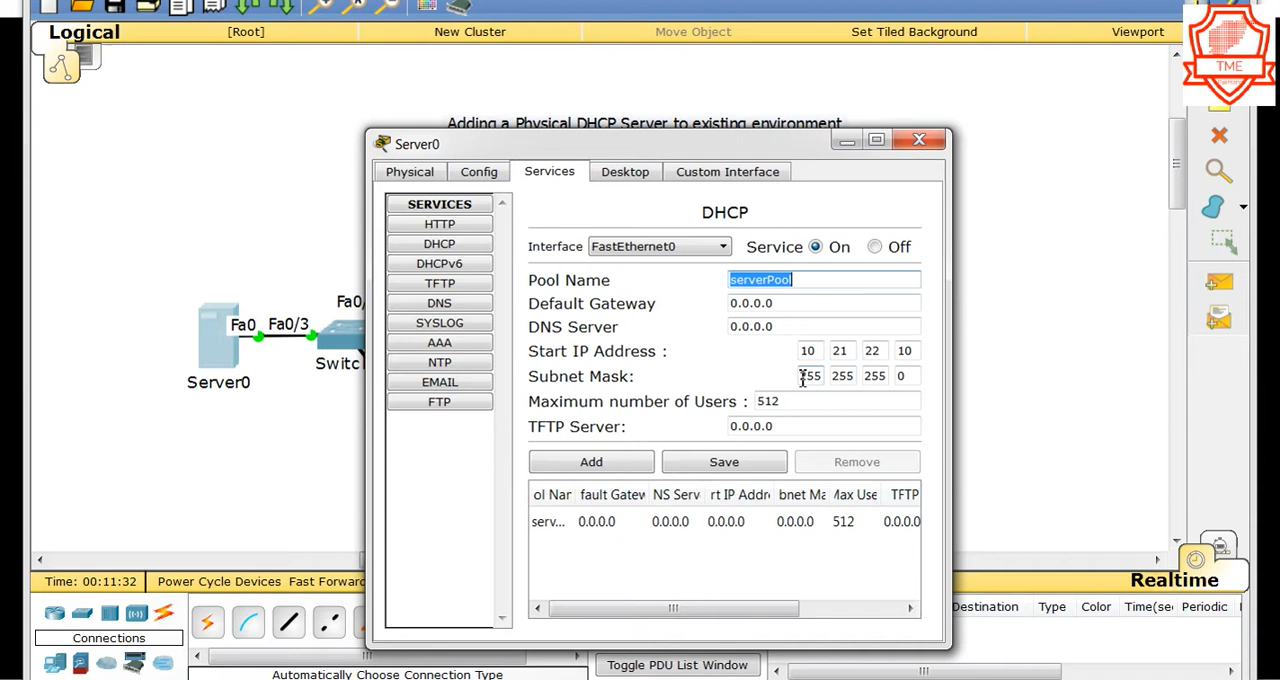 Logical
[Root]
New Cluster
Move Object
Set Tiled Background
Viewport
TME
Adding a Physical DHCP Server to existing environment
Server0
Physical
Config
Services
Desktop
Custom Interface
SERVICES
HTTP
DHCP
DHCPv6
TFTP
DNS
SYSLOG
AAA
NTP
EMAIL
FTP
DHCP
Interface FastEthernet0 Service On Off
Pool Name serverPool
Default Gateway 0.0.0.0
DNS Server 0.0.0.0
Start IP Address : 10 21 22 10
Subnet Mask: 255 255 255 0
Maximum number of Users : 512
TFTP Server: 0.0.0.0
Add Save Remove
ol Nar fault Gatew NS Serv rt IP Addr bnet Ma Max Use TFTP
serv... 0.0.0.0 0.0.0.0 0.0.0.0 0.0.0.0 512 0.0.0.0
Fa0/
Fa0 Fa0/3
Server0
Switc
Time: 00:11:32 Power Cycle Devices Fast Forward
Realtime
Connections
Automatically Choose Connection Type
Toggle PDU List Window
Destination Type Color Time(sec Periodic